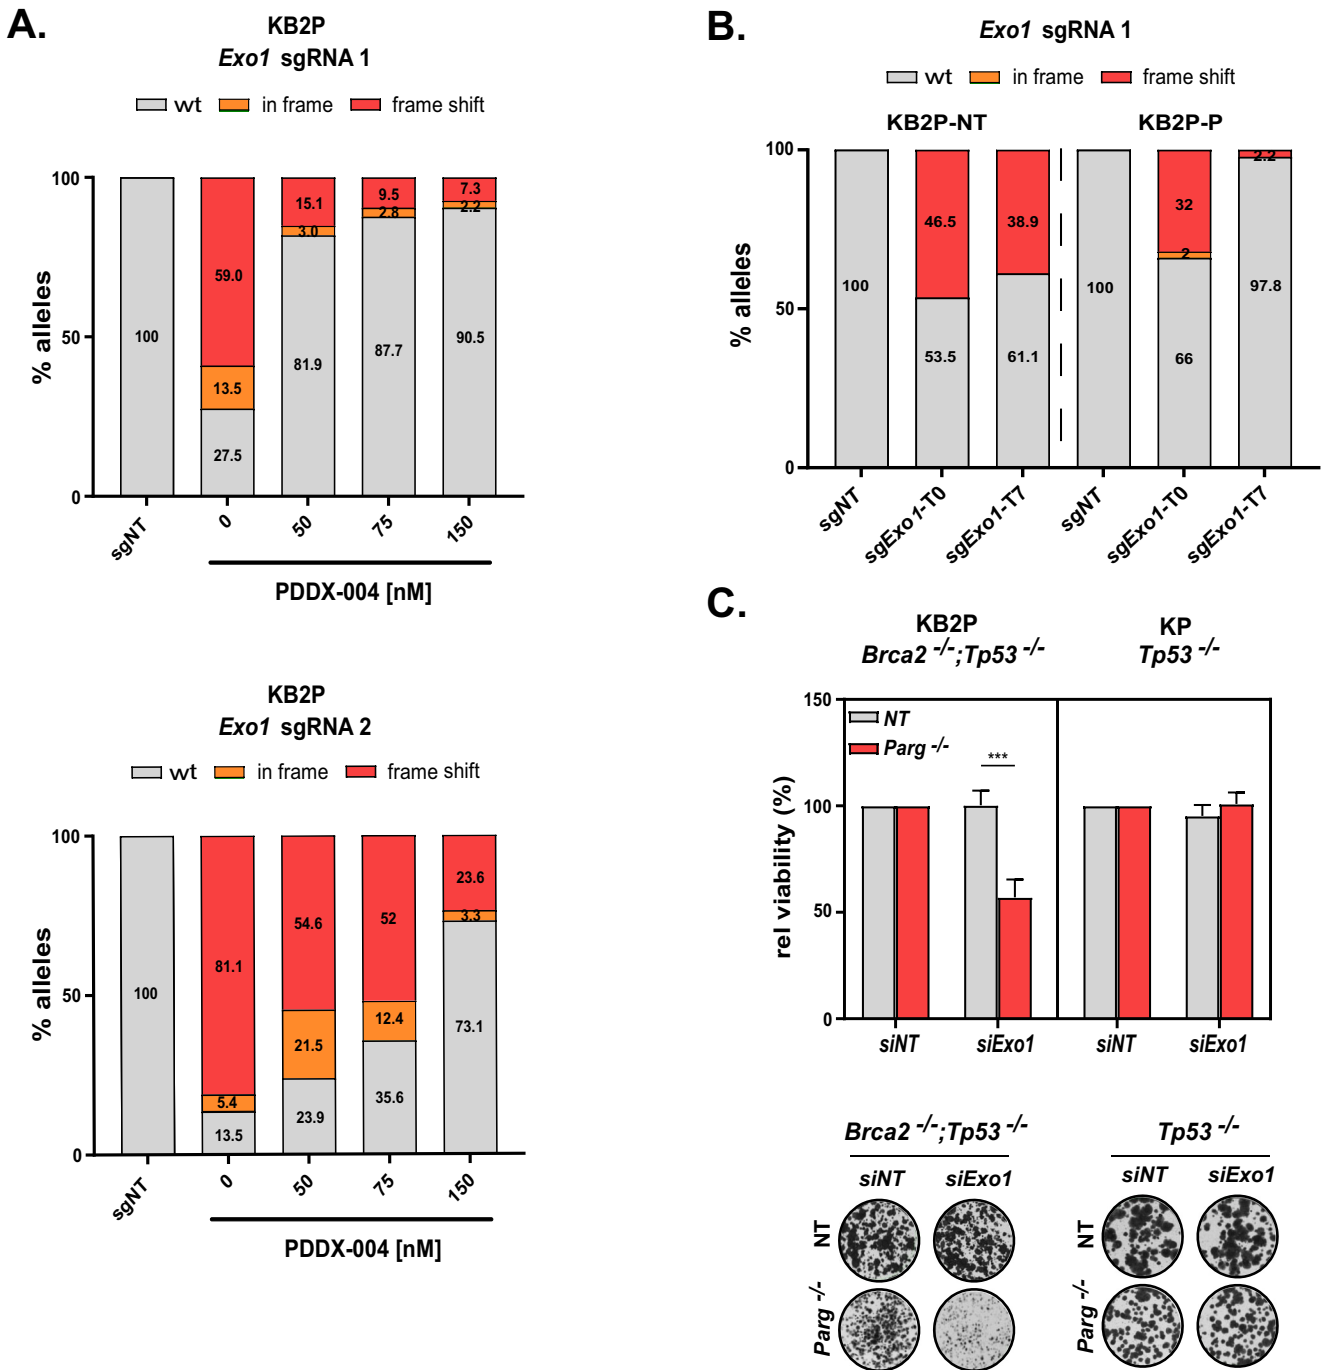 A.
KB2P
Exo1 sgRNA 1
wt in frame frame shift
% alleles
100
50
0
100
59.0
13.5
27.5
15.1
3.0
81.9
9.5
2.8
87.7
7.3
2.2
90.5
sgNT 0 50 75 150
PDDX-004 [nM]
KB2P
Exo1 sgRNA 2
wt in frame frame shift
% alleles
100
50
0
100
81.1
5.4
13.5
54.6
21.5
23.9
52
12.4
35.6
23.6
3.3
73.1
sgNT 0 50 75 150
PDDX-004 [nM]
B.
Exo1 sgRNA 1
wt in frame frame shift
KB2P-NT KB2P-P
% alleles
100
50
0
100
46.5
53.5
38.9
61.1
100
32
2
66
2.2
97.8
sgNT sgExo1-T0 sgExo1-T7 sgNT sgExo1-T0 sgExo1-T7
C.
KB2P KP
Brca2 -/-;Tp53 -/- Tp53 -/-
rel viability (%)
150
100
50
0
NT
Parg -/-
***
siNT siExo1 siNT siExo1
Brca2 -/-;Tp53 -/- Tp53 -/-
siNT siExo1 siNT siExo1
NT NT
Parg -/- Parg -/-